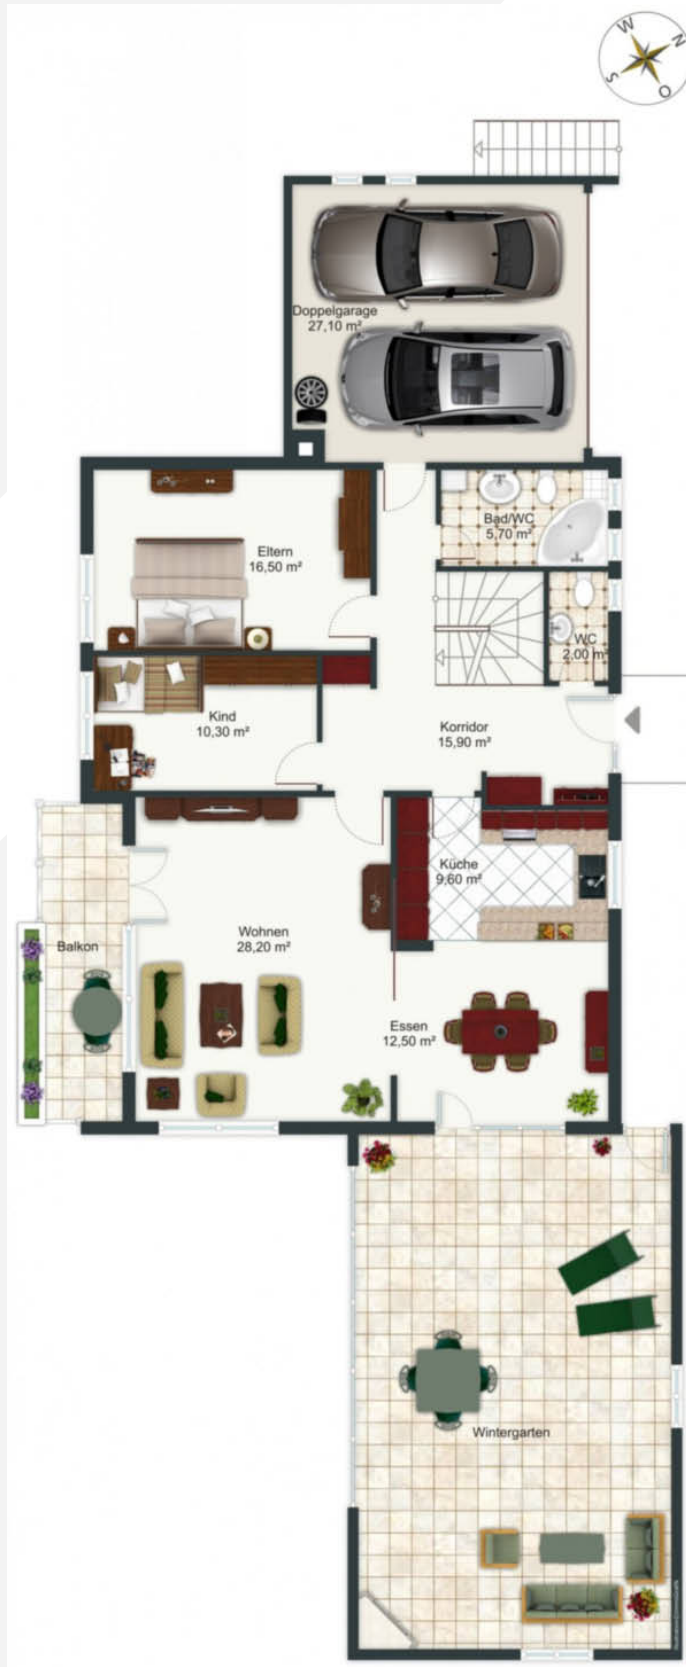 W
N
S
O
Doppelgarage
27,10 m²
Bad/WC
5,70 m²
Eltern
16,50 m²
WC
2,00 m²
Kind
10,30 m²
Korridor
15,90 m²
Küche
9,60 m²
Wohnen
28,20 m²
Balkon
Essen
12,50 m²
Wintergarten